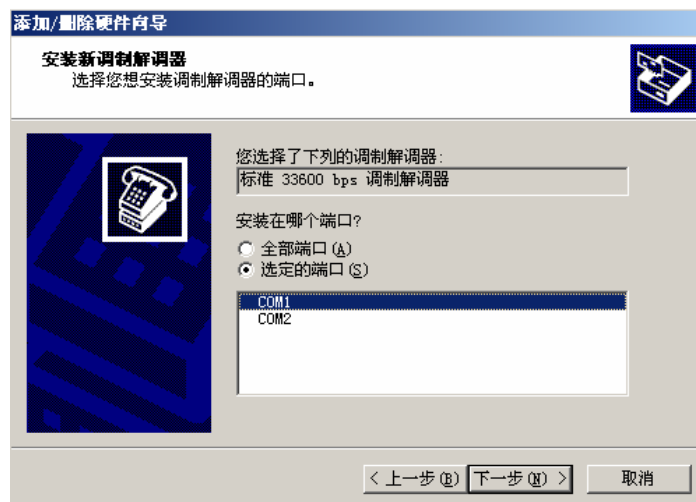 添加/删除硬件向导
安装新调制解调器
选择您想安装调制解调器的端口。
您选择了下列的调制解调器:
标准 33600 bps 调制解调器
安装在哪个端口?
全部端口(A)
选定的端口(S)
COM1
COM2
< 上一步(B) 下一步(N) > 取消